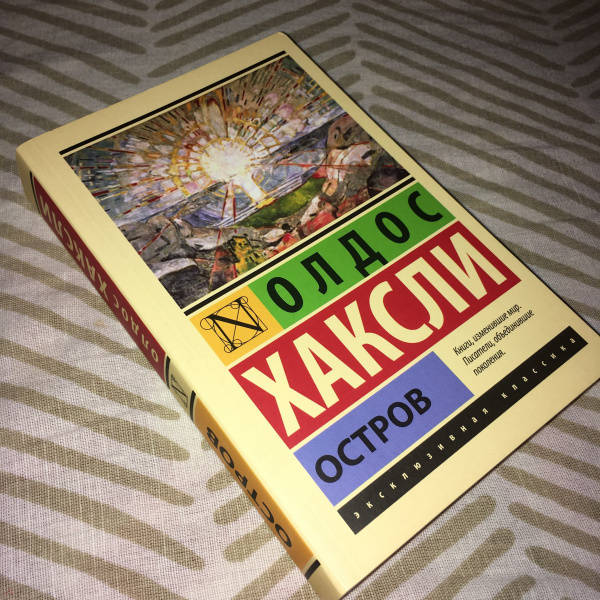 ОЛДОС
ХАКСЛИ
ОСТРОВ
Книги, изменившие мир.
Писатели, объединившие
поколения.
эксклюзивная классика
ОЛДОС ХАКСЛИ
ОСТРОВ